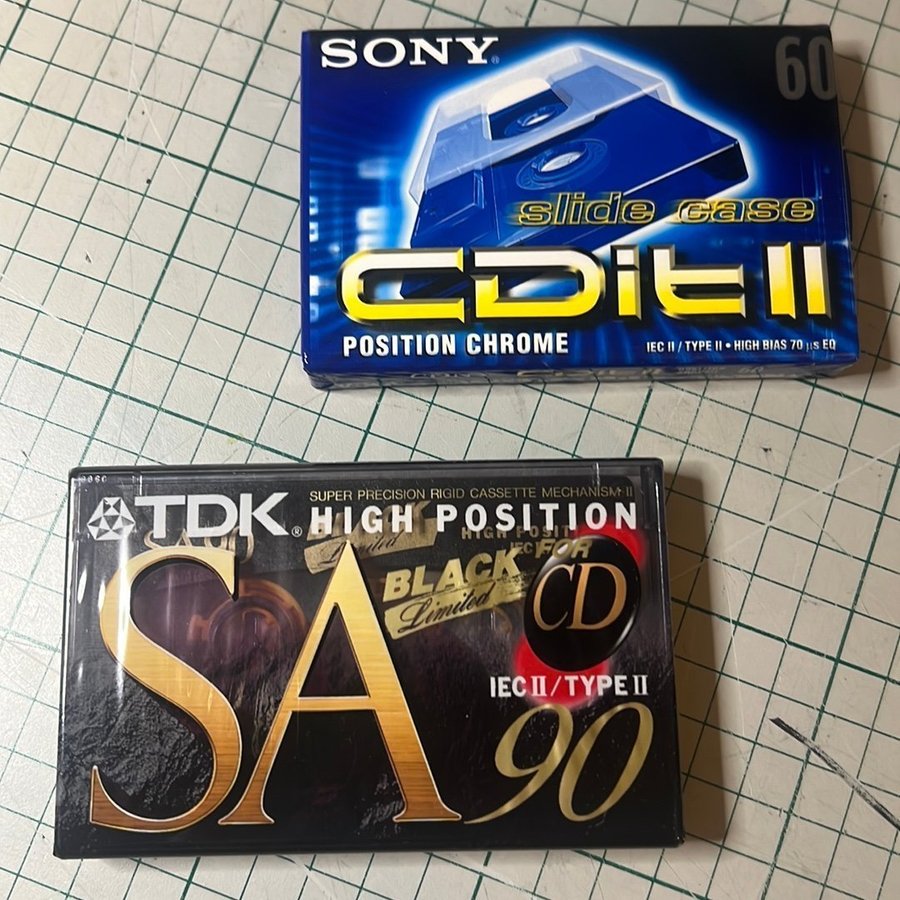 SONY®
60
slide case
CDit II
POSITION CHROME
IEC II / TYPE II • HIGH BIAS 70 μs EQ
TDK®
SUPER PRECISION RIGID CASSETTE MECHANISM-II
HIGH POSITION
BLACK
Limited
FOR
CD
SA
IEC II/TYPE II
90